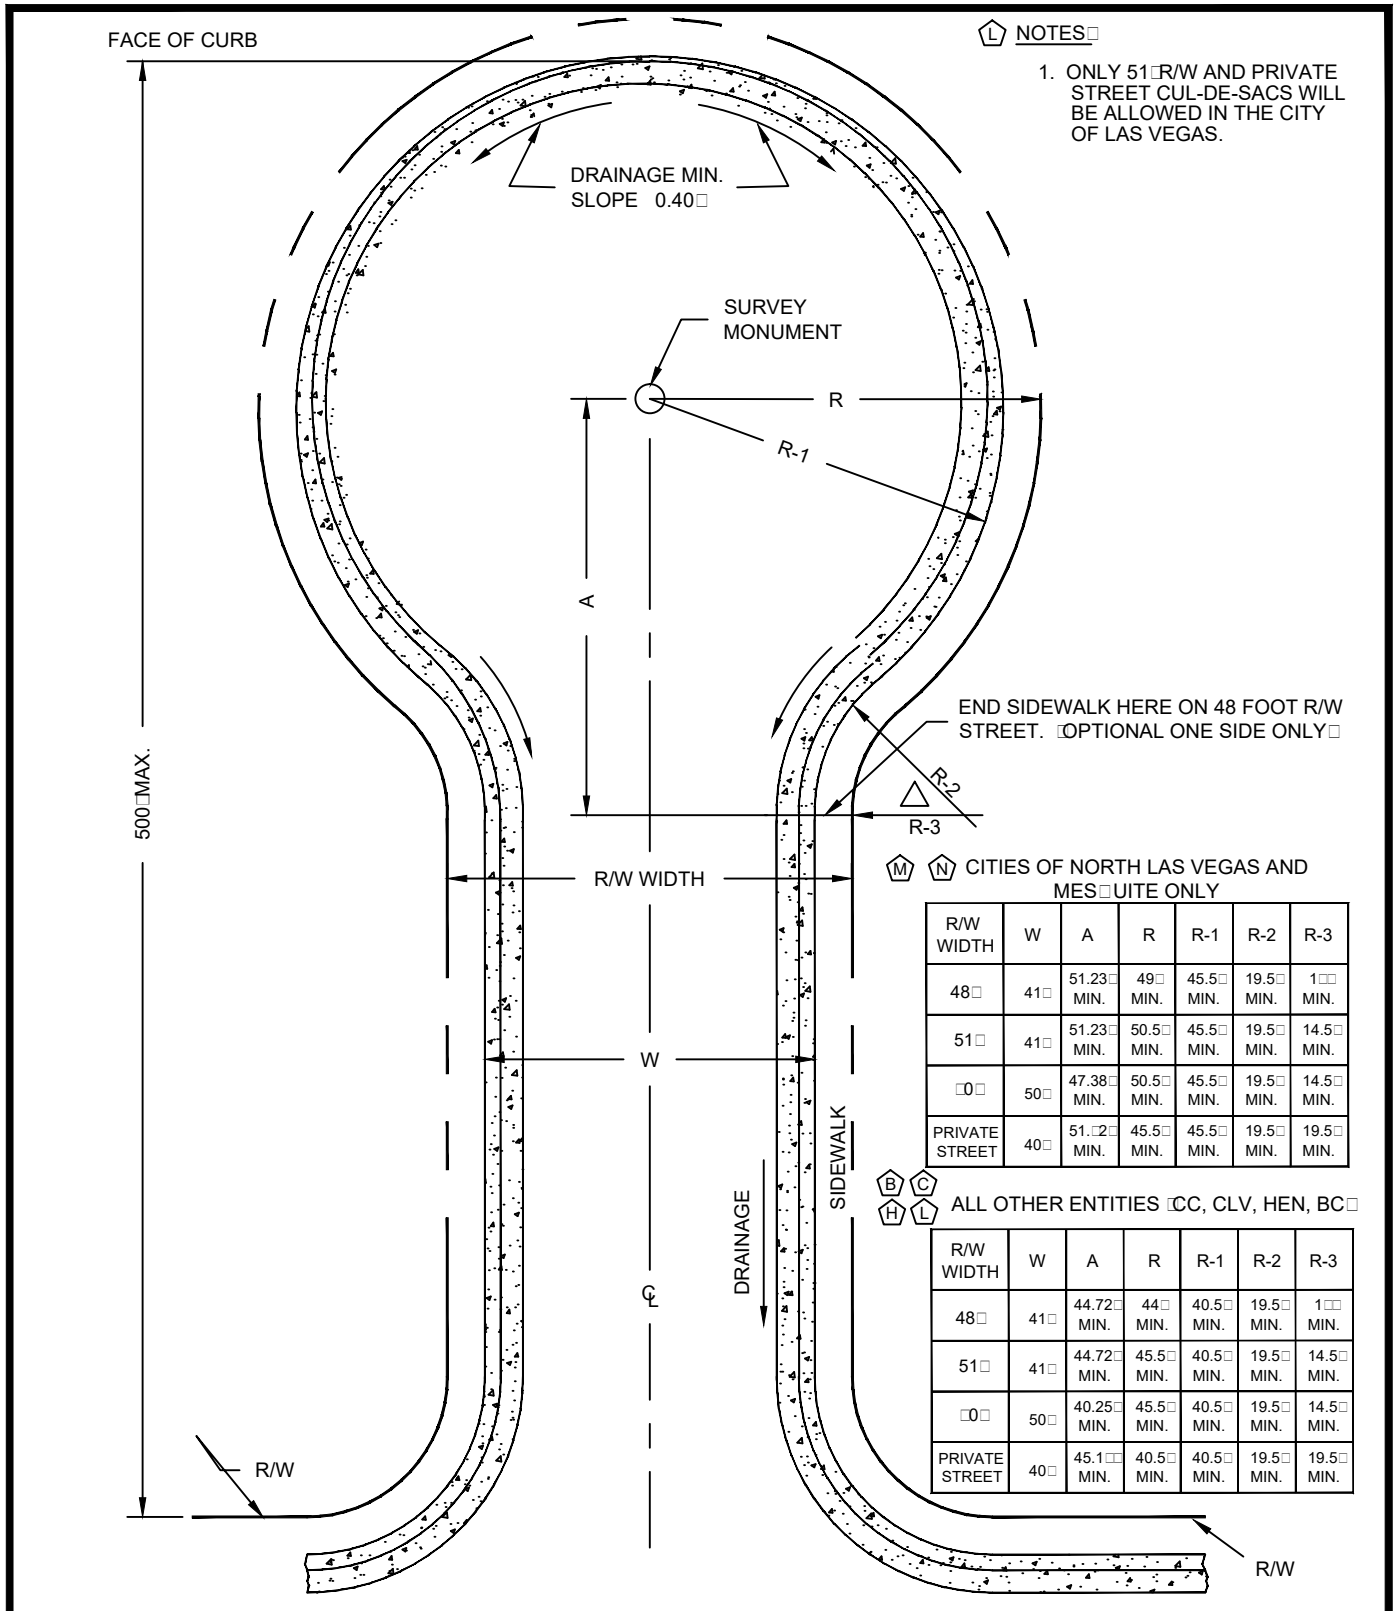 FACE OF CURB
L NOTES□
1. ONLY 51□R/W AND PRIVATE
STREET CUL-DE-SACS WILL
BE ALLOWED IN THE CITY
OF LAS VEGAS.
DRAINAGE MIN.
SLOPE 0.40□
SURVEY
MONUMENT
R
R-1
A
END SIDEWALK HERE ON 48 FOOT R/W
STREET. □OPTIONAL ONE SIDE ONLY□
R-2
R-3
500□MAX.
R/W WIDTH
W
SIDEWALK
DRAINAGE
CL
R/W
R/W
M N CITIES OF NORTH LAS VEGAS AND
MES□UITE ONLY
R/W WIDTH W A R R-1 R-2 R-3
48□ 41□ 51.23□ MIN. 49□ MIN. 45.5□ MIN. 19.5□ MIN. 1□□ MIN.
51□ 41□ 51.23□ MIN. 50.5□ MIN. 45.5□ MIN. 19.5□ MIN. 14.5□ MIN.
□0□ 50□ 47.38□ MIN. 50.5□ MIN. 45.5□ MIN. 19.5□ MIN. 14.5□ MIN.
PRIVATE STREET 40□ 51.□2□ MIN. 45.5□ MIN. 45.5□ MIN. 19.5□ MIN. 19.5□ MIN.
B C
H L ALL OTHER ENTITIES □CC, CLV, HEN, BC□
R/W WIDTH W A R R-1 R-2 R-3
48□ 41□ 44.72□ MIN. 44□ MIN. 40.5□ MIN. 19.5□ MIN. 1□□ MIN.
51□ 41□ 44.72□ MIN. 45.5□ MIN. 40.5□ MIN. 19.5□ MIN. 14.5□ MIN.
□0□ 50□ 40.25□ MIN. 45.5□ MIN. 40.5□ MIN. 19.5□ MIN. 14.5□ MIN.
PRIVATE STREET 40□ 45.1□□ MIN. 40.5□ MIN. 40.5□ MIN. 19.5□ MIN. 19.5□ MIN.